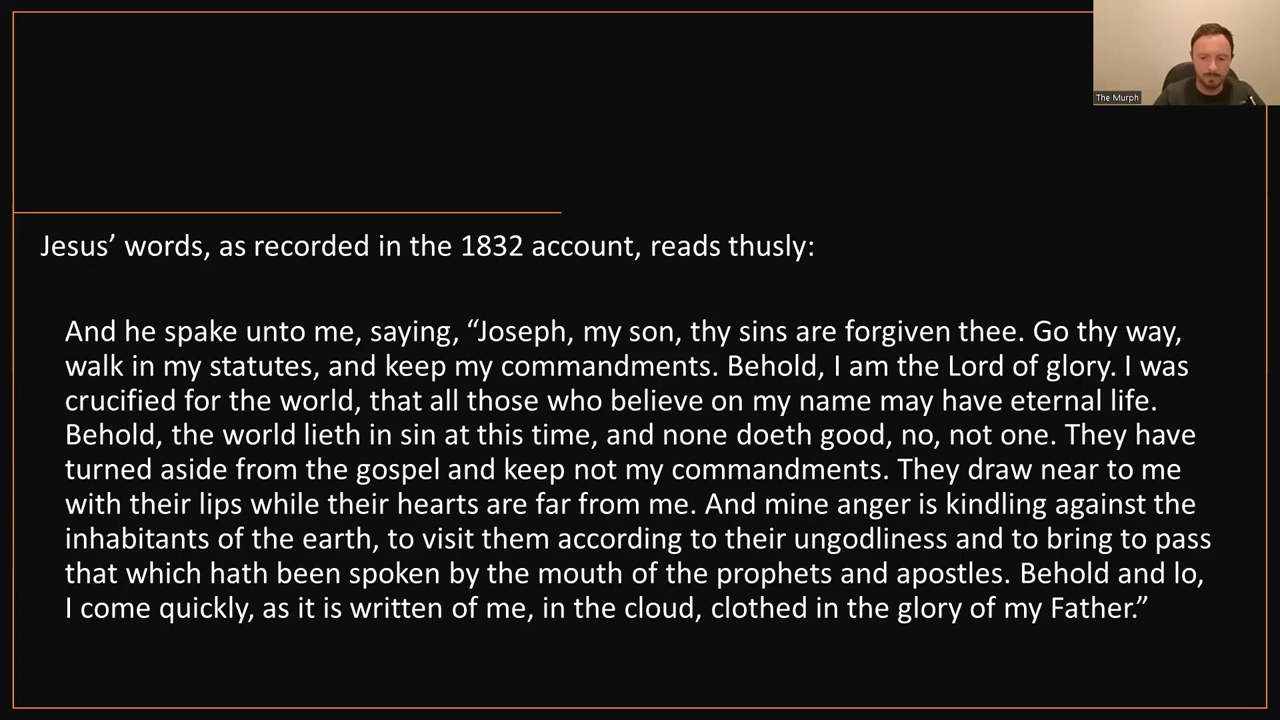 The Murph
Jesus’ words, as recorded in the 1832 account, reads thusly:
And he spake unto me, saying, “Joseph, my son, thy sins are forgiven thee. Go thy way,
walk in my statutes, and keep my commandments. Behold, I am the Lord of glory. I was
crucified for the world, that all those who believe on my name may have eternal life.
Behold, the world lieth in sin at this time, and none doeth good, no, not one. They have
turned aside from the gospel and keep not my commandments. They draw near to me
with their lips while their hearts are far from me. And mine anger is kindling against the
inhabitants of the earth, to visit them according to their ungodliness and to bring to pass
that which hath been spoken by the mouth of the prophets and apostles. Behold and lo,
I come quickly, as it is written of me, in the cloud, clothed in the glory of my Father.”